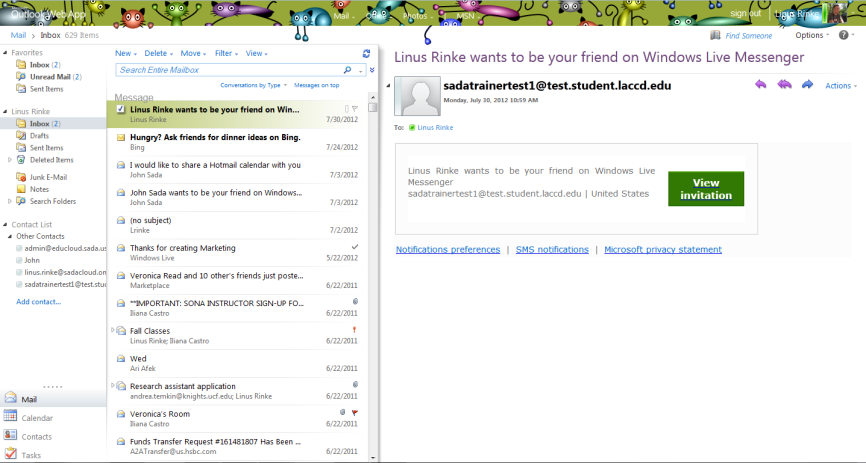 Outlook Web App
Mail Office Photos MSN
sign out Linus Rinke
Mail > Inbox 629 Items
Find Someone Options ?
Favorites
Inbox (2)
Unread Mail (2)
Sent Items
Linus Rinke
Inbox (2)
Drafts
Sent Items
Deleted Items
Junk E-Mail
Notes
Search Folders
Contact List
Other Contacts
admin@educloud.sada.us
John
linus.rinke@sadacloud.on
sadatrainertest1@test.stud
Add contact...
Mail
Calendar
Contacts
Tasks
New Delete Move Filter View
Search Entire Mailbox
Conversations by Type Messages on top
Message
Linus Rinke wants to be your friend on Win...
Linus Rinke 7/30/2012
Hungry? Ask friends for dinner ideas on Bing.
Bing 7/24/2012
I would like to share a Hotmail calendar with you
John Sada 7/3/2012
John Sada wants to be your friend on Windows...
John Sada 7/3/2012
(no subject)
Lrinke 7/2/2012
Thanks for creating Marketing
Windows Live 5/22/2012
Veronica Read and 10 other's friends just poste...
Marketplace 6/22/2011
**IMPORTANT: SONA INSTRUCTOR SIGN-UP FO...
Iliana Castro 6/22/2011
Fall Classes
Linus Rinke; Iliana Castro 6/22/2011
Wed
Ari Afek 6/22/2011
Research assistant application
andrea.temkin@knights.ucf.edu; Linus Rinke 6/22/2011
Veronica's Room
Iliana Castro 6/22/2011
Funds Transfer Request #161481807 Has Been ...
A2ATransfer@us.hsbc.com 6/22/2011
Linus Rinke wants to be your friend on Windows Live Messenger
sadatrainertest1@test.student.laccd.edu
Monday, July 30, 2012 10:59 AM
Actions
To: Linus Rinke
Linus Rinke wants to be your friend on Windows Live
Messenger
sadatrainertest1@test.student.laccd.edu | United States
View
invitation
Notifications preferences | SMS notifications | Microsoft privacy statement